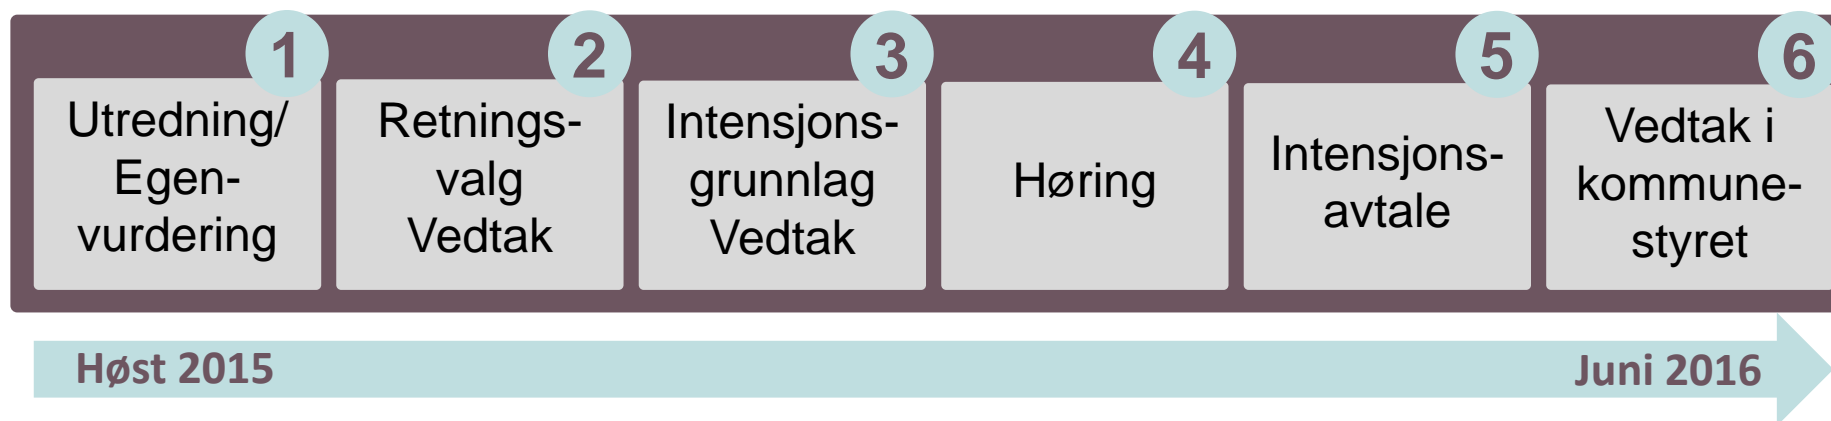 1
Utredning/
Egen-
vurdering
2
Retnings-
valg
Vedtak
3
Intensjons-
grunnlag
Vedtak
4
Høring
5
Intensjons-
avtale
6
Vedtak i
kommune-
styret
Høst 2015
Juni 2016